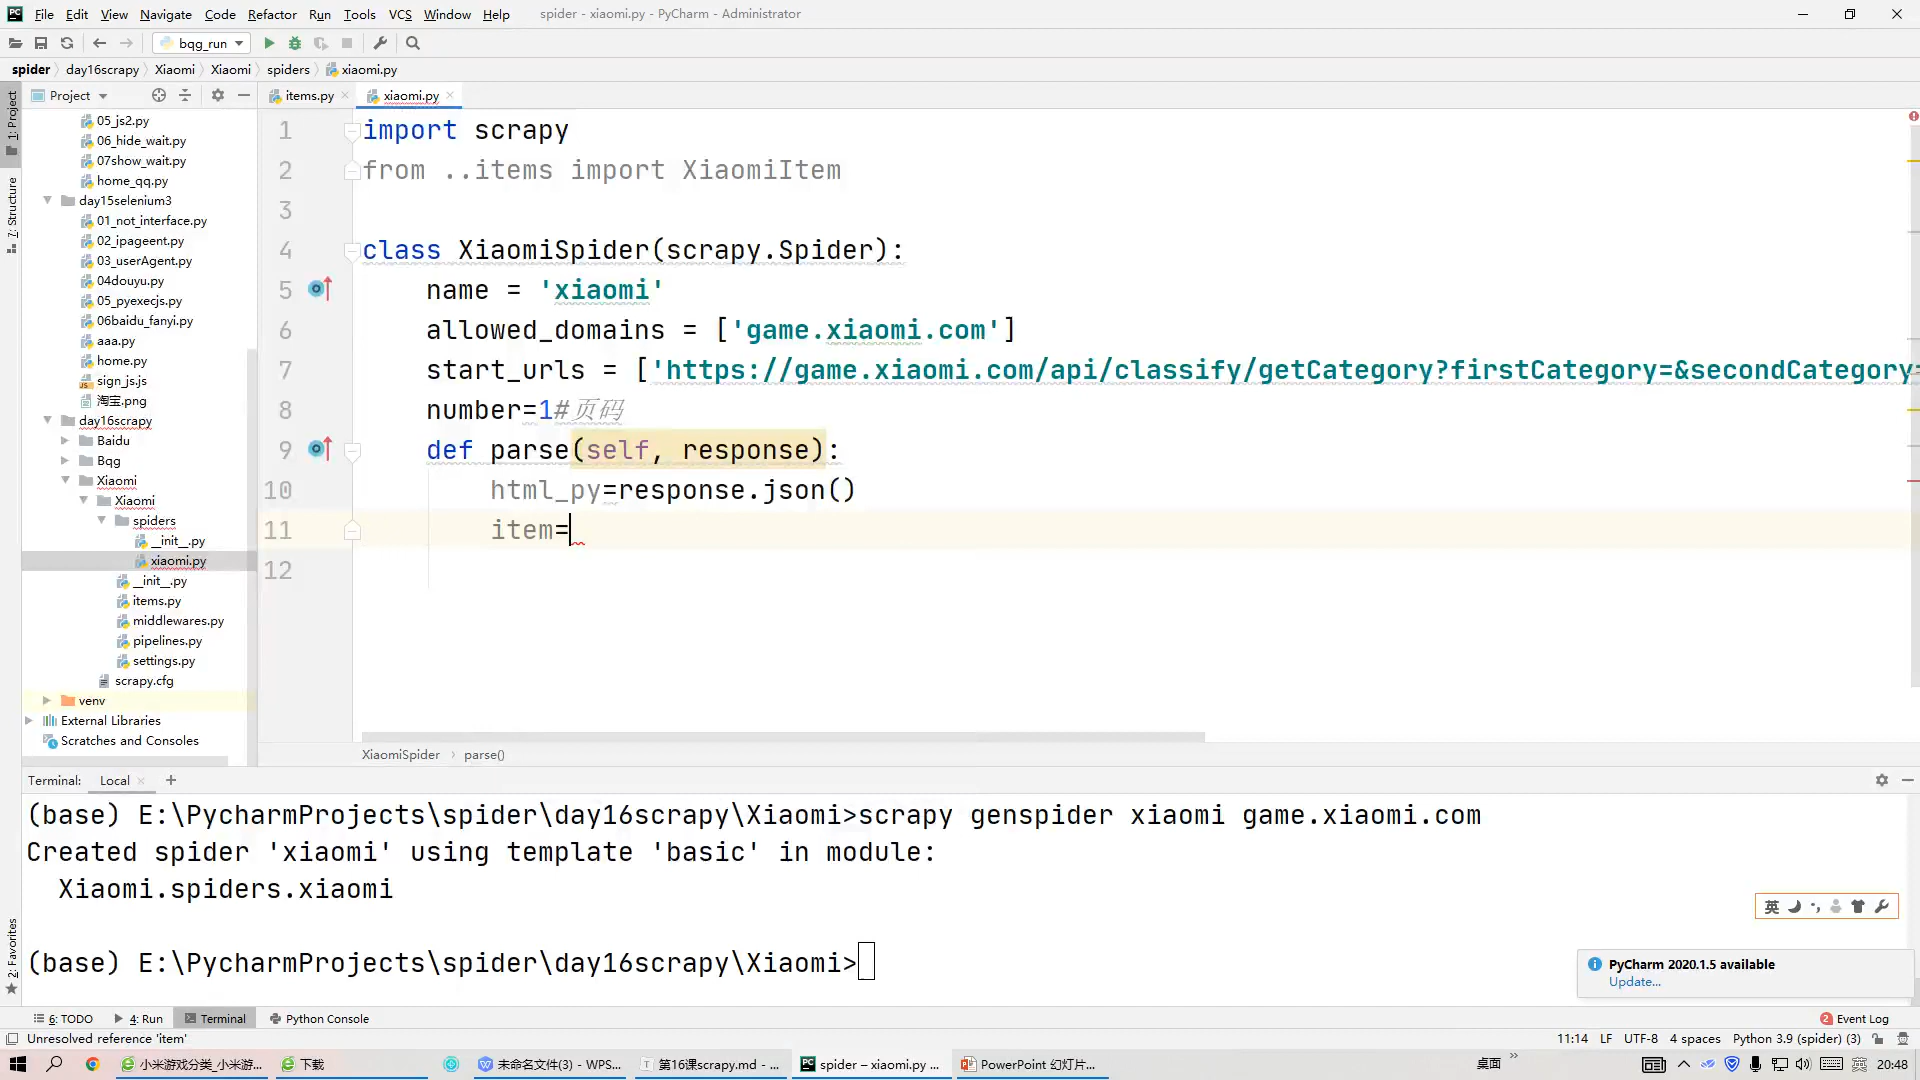 File Edit View Navigate Code Refactor Run Tools VCS Window Help spider - xiaomi.py - PyCharm - Administrator
bqg_run
spider day16scrapy Xiaomi Xiaomi spiders xiaomi.py
Project items.py xiaomi.py
1: Project
7: Structure
2: Favorites
05_js2.py
06_hide_wait.py
07show_wait.py
home_qq.py
day15selenium3
01_not_interface.py
02_ipageent.py
03_userAgent.py
04douyu.py
05_pyexecjs.py
06baidu_fanyi.py
aaa.py
home.py
sign_js.js
淘宝.png
day16scrapy
Baidu
Bqg
Xiaomi
Xiaomi
spiders
__init__.py
xiaomi.py
__init__.py
items.py
middlewares.py
pipelines.py
settings.py
scrapy.cfg
venv
External Libraries
Scratches and Consoles
1 import scrapy
2 from ..items import XiaomiItem
3
4 class XiaomiSpider(scrapy.Spider):
5 name = 'xiaomi'
6 allowed_domains = ['game.xiaomi.com']
7 start_urls = ['https://game.xiaomi.com/api/classify/getCategory?firstCategory=&secondCategory=
8 number=1#页码
9 def parse(self, response):
10 html_py=response.json()
11 item=
12
XiaomiSpider parse()
Terminal: Local
(base) E:\PycharmProjects\spider\day16scrapy\Xiaomi>scrapy genspider xiaomi game.xiaomi.com
Created spider 'xiaomi' using template 'basic' in module:
Xiaomi.spiders.xiaomi
(base) E:\PycharmProjects\spider\day16scrapy\Xiaomi>
英
PyCharm 2020.1.5 available
Update...
6: TODO 4: Run Terminal Python Console 2 Event Log
Unresolved reference 'item' 11:14 LF UTF-8 4 spaces Python 3.9 (spider) (3)
小米游戏分类_小米游... 下载 未命名文件(3) - WPS... 第16课scrapy.md - ... spider – xiaomi.py ... PowerPoint 幻灯片... 桌面 英 20:48